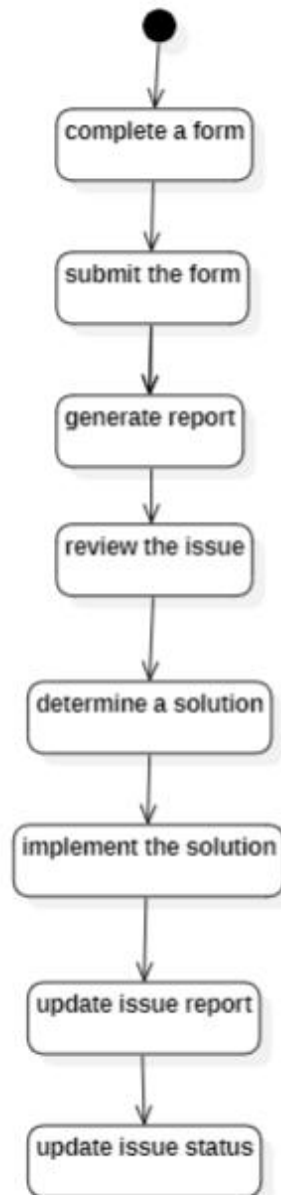 complete a form
submit the form
generate report
review the issue
determine a solution
implement the solution
update issue report
update issue status